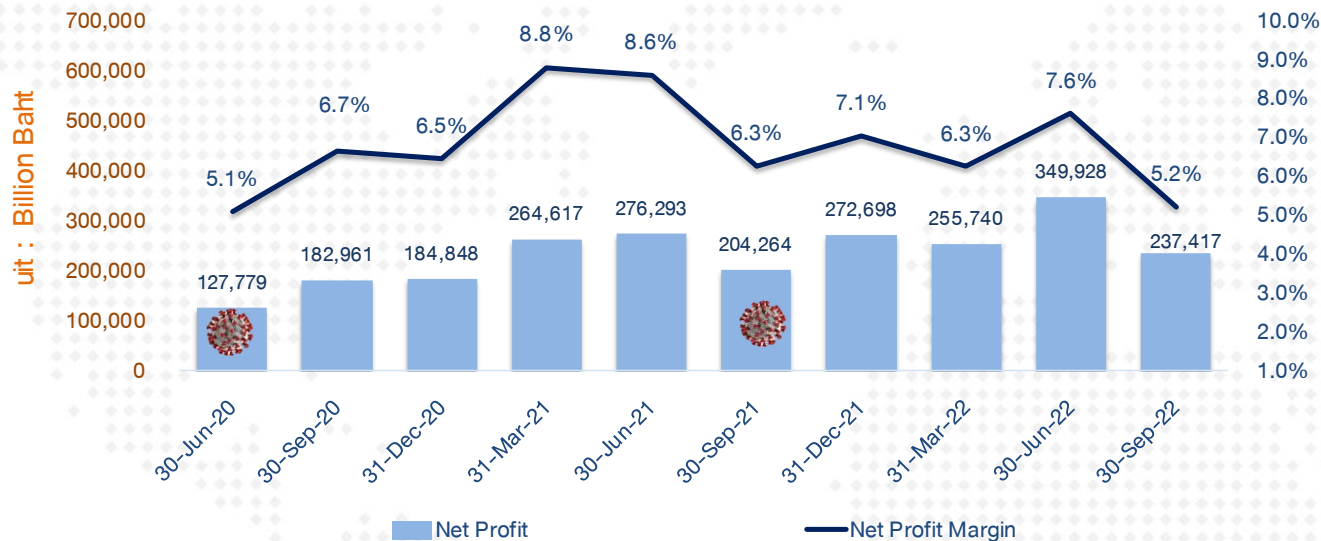 700,000
600,000
500,000
400,000
300,000
200,000
100,000
0
uit : Billion Baht
10.0%
9.0%
8.0%
7.0%
6.0%
5.0%
4.0%
3.0%
2.0%
1.0%
5.1%
6.7%
6.5%
8.8%
8.6%
6.3%
7.1%
6.3%
7.6%
5.2%
127,779
182,961
184,848
264,617
276,293
204,264
272,698
255,740
349,928
237,417
30-Jun-20
30-Sep-20
31-Dec-20
31-Mar-21
30-Jun-21
30-Sep-21
31-Dec-21
31-Mar-22
30-Jun-22
30-Sep-22
Net Profit
Net Profit Margin